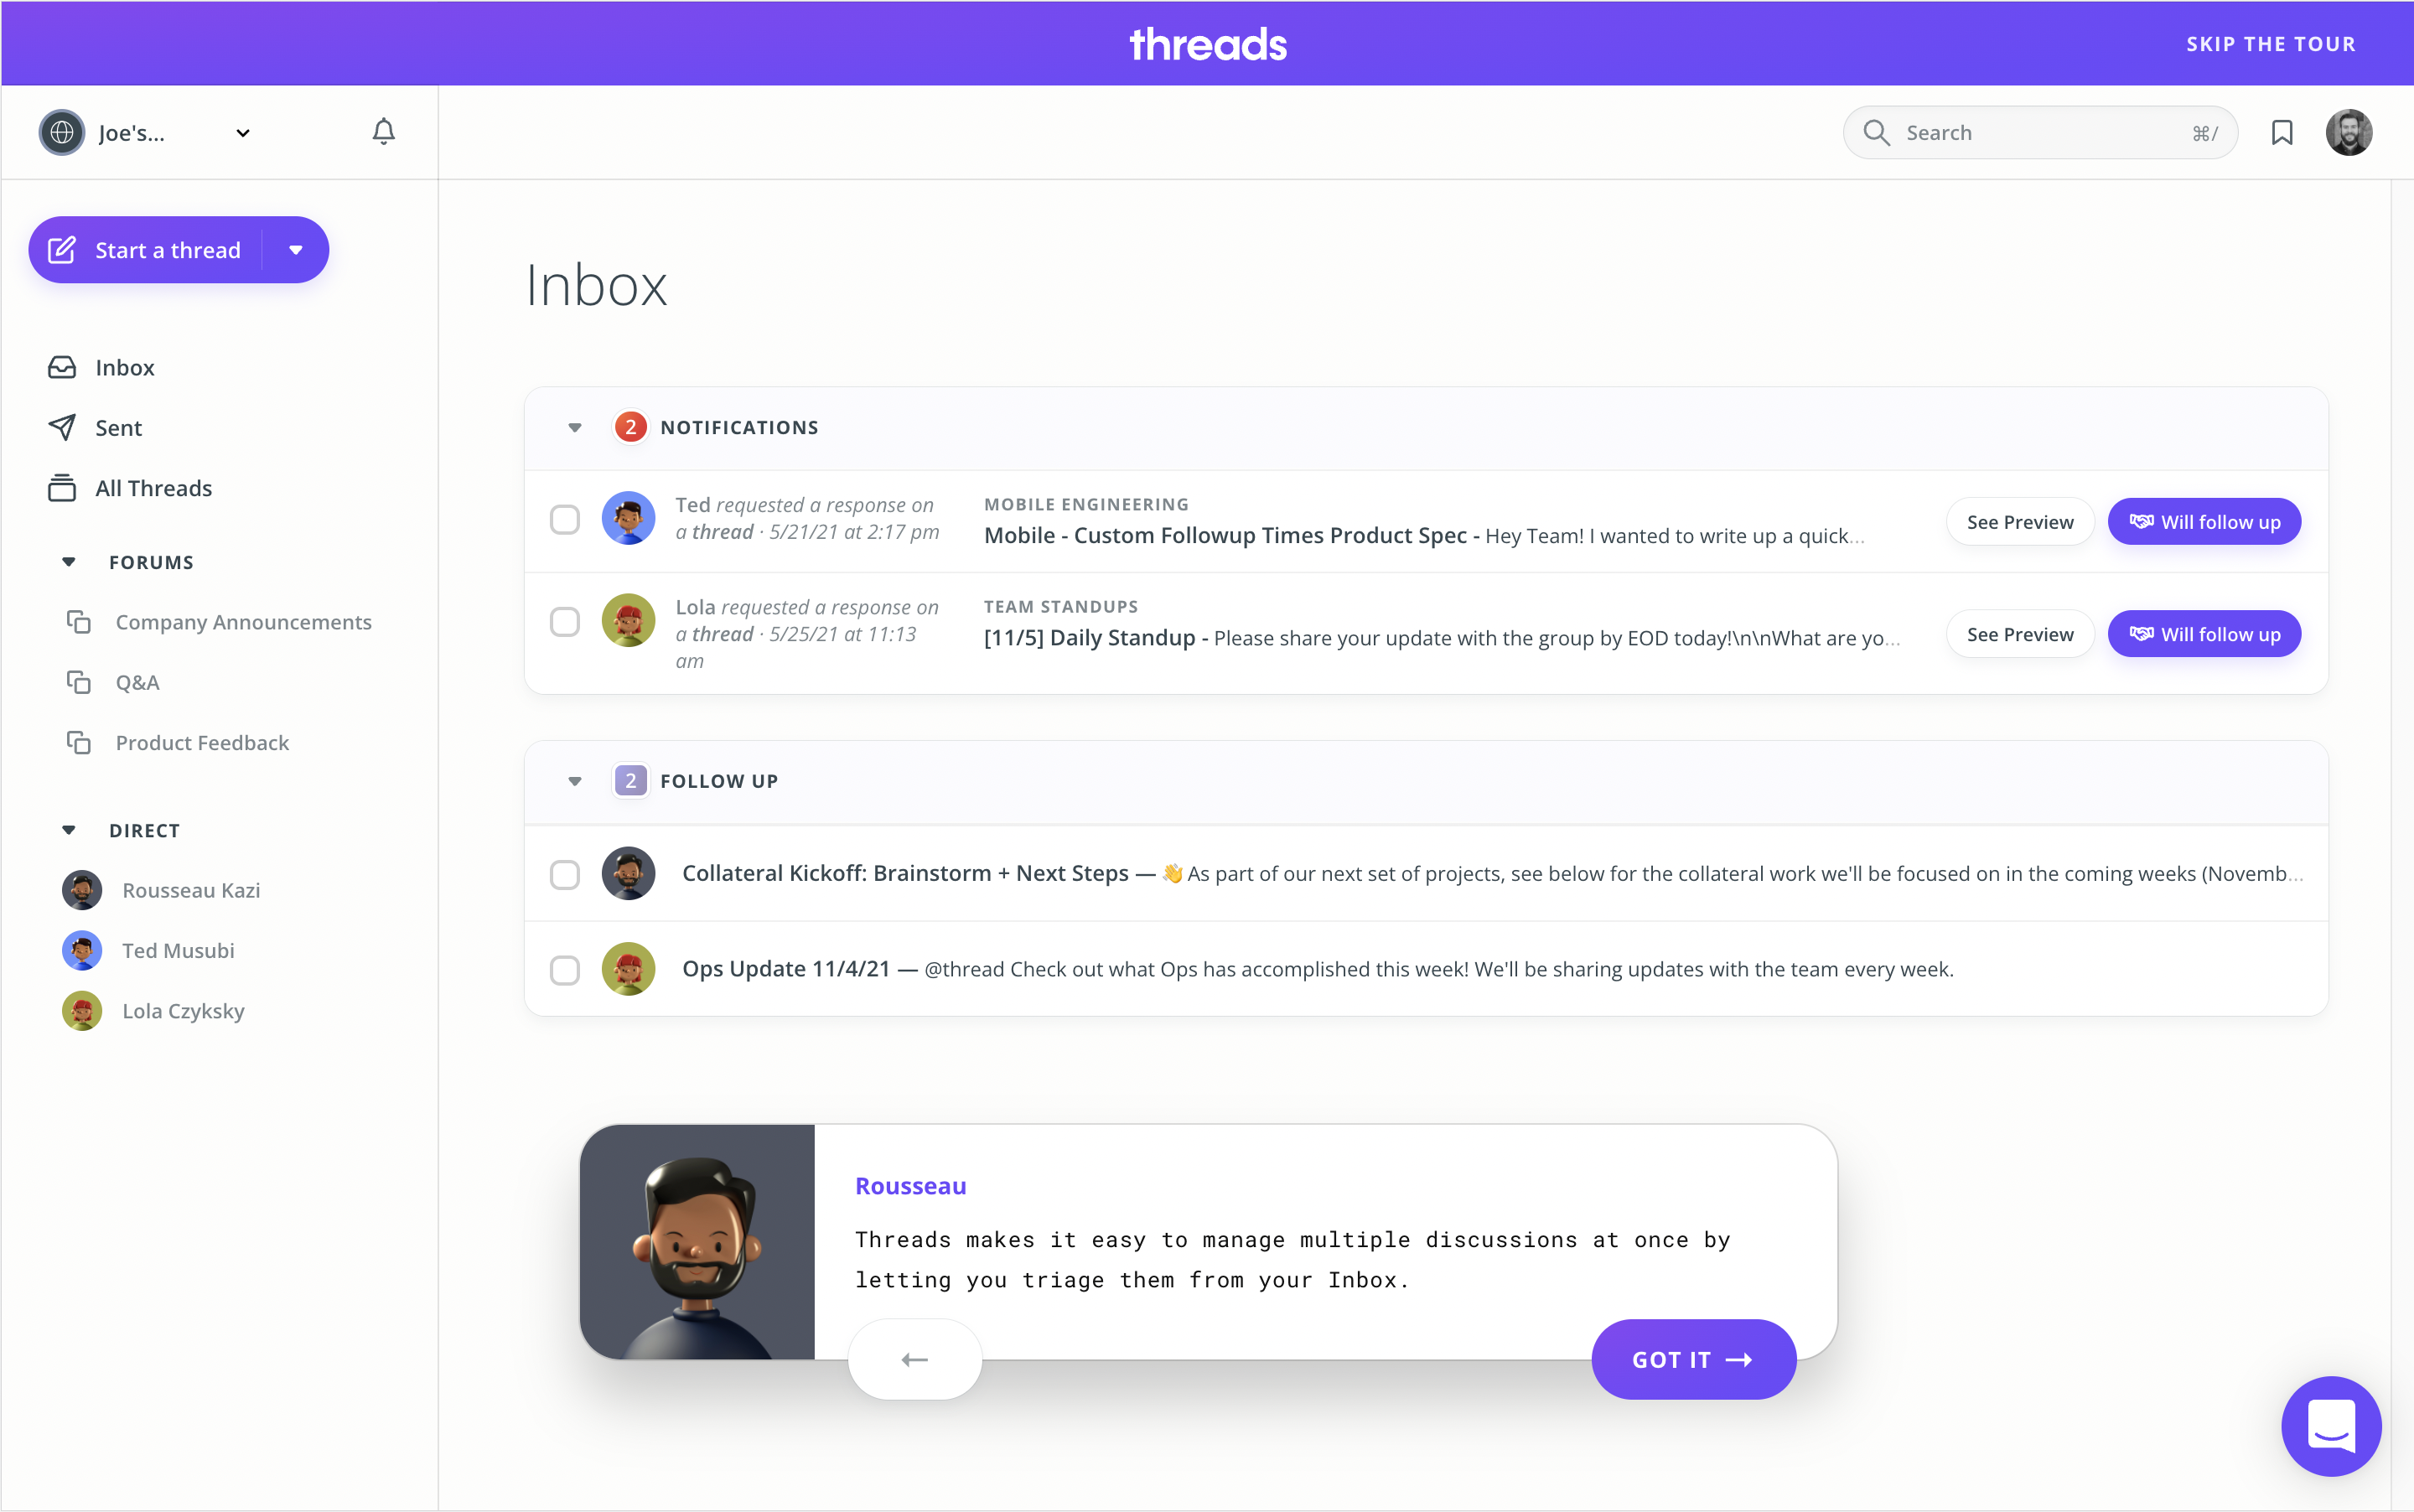 threads
SKIP THE TOUR
Joe's...
Search
⌘/
Start a thread
Inbox
Sent
All Threads
FORUMS
Company Announcements
Q&A
Product Feedback
DIRECT
Rousseau Kazi
Ted Musubi
Lola Czyksky
Inbox
2 NOTIFICATIONS
Ted requested a response on
a thread · 5/21/21 at 2:17 pm
MOBILE ENGINEERING
Mobile - Custom Followup Times Product Spec - Hey Team! I wanted to write up a quick...
See Preview
Will follow up
Lola requested a response on
a thread · 5/25/21 at 11:13
am
TEAM STANDUPS
[11/5] Daily Standup - Please share your update with the group by EOD today!\n\nWhat are yo...
See Preview
Will follow up
2 FOLLOW UP
Collateral Kickoff: Brainstorm + Next Steps — 👋 As part of our next set of projects, see below for the collateral work we'll be focused on in the coming weeks (Novemb...
Ops Update 11/4/21 — @thread Check out what Ops has accomplished this week! We'll be sharing updates with the team every week.
Rousseau
Threads makes it easy to manage multiple discussions at once by
letting you triage them from your Inbox.
←
GOT IT →